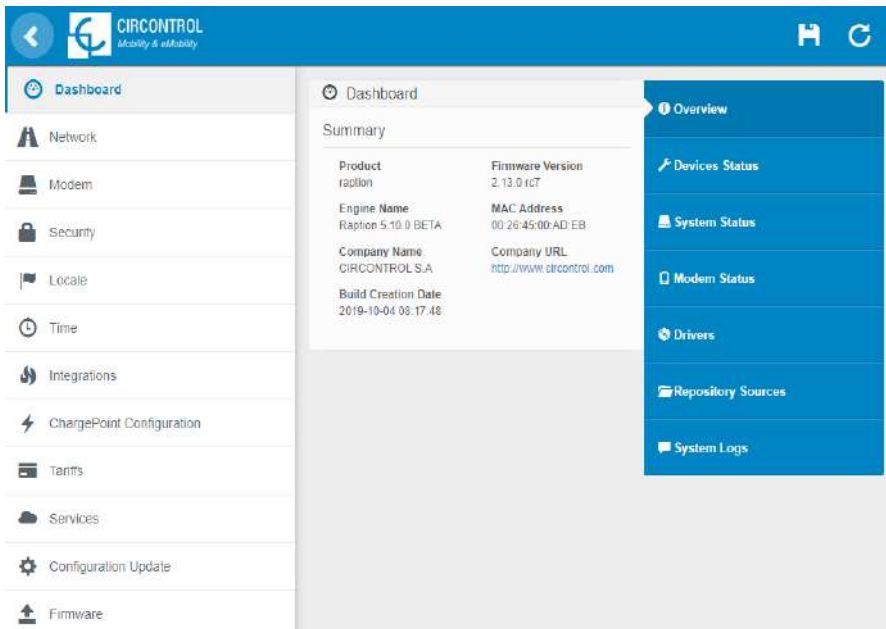 CIRCONTROL
Mobility & eMobility
Dashboard
Network
Modem
Security
Locale
Time
Integrations
ChargePoint Configuration
Tariffs
Services
Configuration Update
Firmware
Dashboard
Summary
Product
raption
Firmware Version
2.13.0 rc7
Engine Name
Raption 5.10.0 BETA
MAC Address
00:26:45:00:AD:EB
Company Name
CIRCONTROL S.A
Company URL
http://www.circontrol.com
Build Creation Date
2019-10-04 08:17:48
Overview
Devices Status
System Status
Modem Status
Drivers
Repository Sources
System Logs